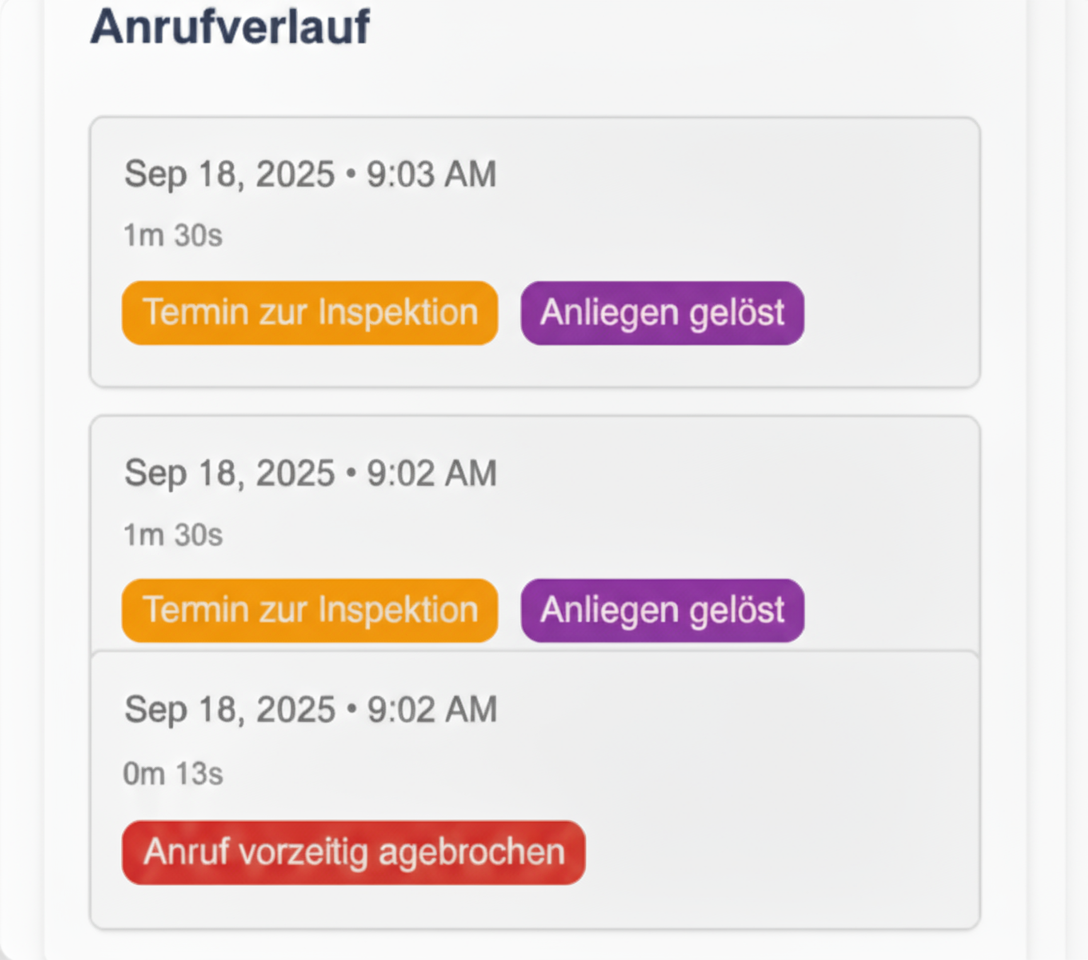 Anrufverlauf
Sep 18, 2025 • 9:03 AM
1m 30s
Termin zur Inspektion Anliegen gelöst
Sep 18, 2025 • 9:02 AM
1m 30s
Termin zur Inspektion Anliegen gelöst
Sep 18, 2025 • 9:02 AM
0m 13s
Anruf vorzeitig agebrochen